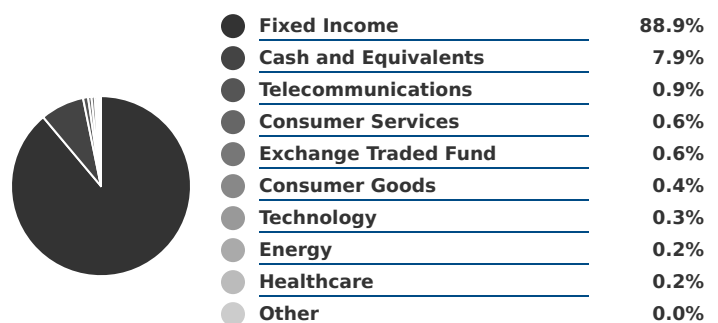 Fixed Income 88.9%
Cash and Equivalents 7.9%
Telecommunications 0.9%
Consumer Services 0.6%
Exchange Traded Fund 0.6%
Consumer Goods 0.4%
Technology 0.3%
Energy 0.2%
Healthcare 0.2%
Other 0.0%